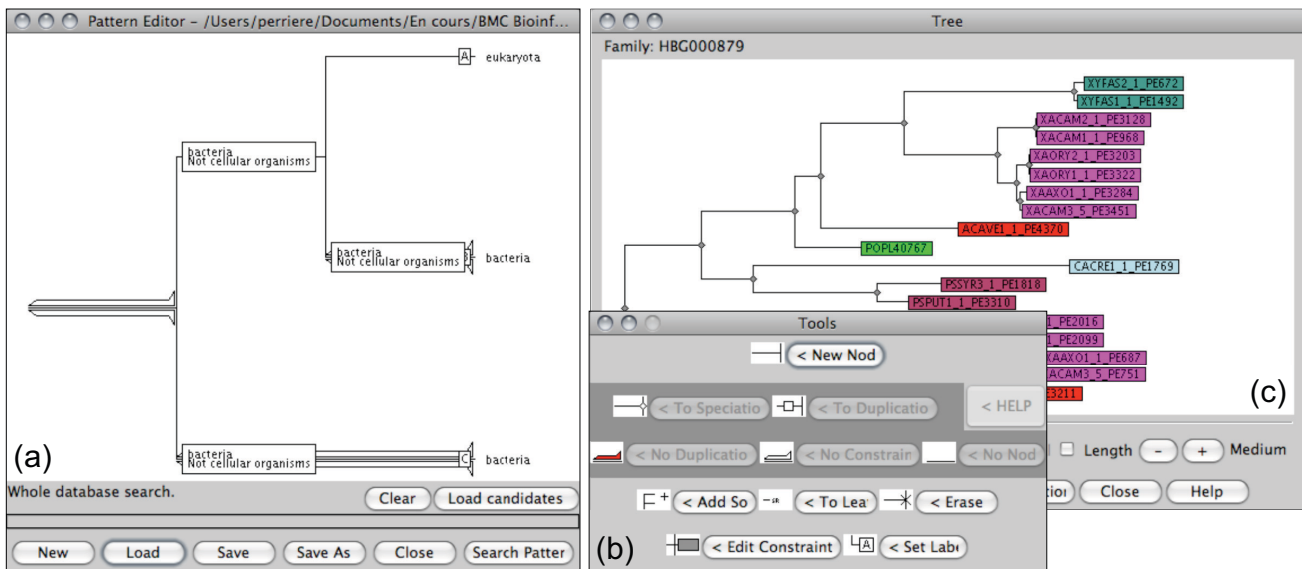 Pattern Editor – /Users/perriere/Documents/En cours/BMC Bioinf...
A eukaryota
bacteria
Not cellular organisms
bacteria
Not cellular organisms
bacteria
bacteria
Not cellular organisms
C bacteria
(a)
Whole database search.
Clear Load candidates
New Load Save Save As Close Search Patter
Tree
Family: HBG000879
XYFAS2_1_PE672
XYFAS1_1_PE1492
XACAM2_1_PE3128
XACAM1_1_PE968
XAORY2_1_PE3203
XAORY1_1_PE3322
XAAXO1_1_PE3284
XACAM3_5_PE3451
ACAVE1_1_PE4370
POPL40767
CACRE1_1_PE1769
PSSYR3_1_PE1818
PSPUT1_1_PE3310
1_PE2016
1_PE2099
XAAXO1_1_PE687
XACAM3_5_PE751
E3211
(c)
Length - + Medium
Close Help
Tools
< New Nod
< To Speciatio < To Duplicatio < HELP
< No Duplicatio < No Constrain < No Nod
+ < Add So < To Lea < Erase
< Edit Constraint A < Set Labe
(b)